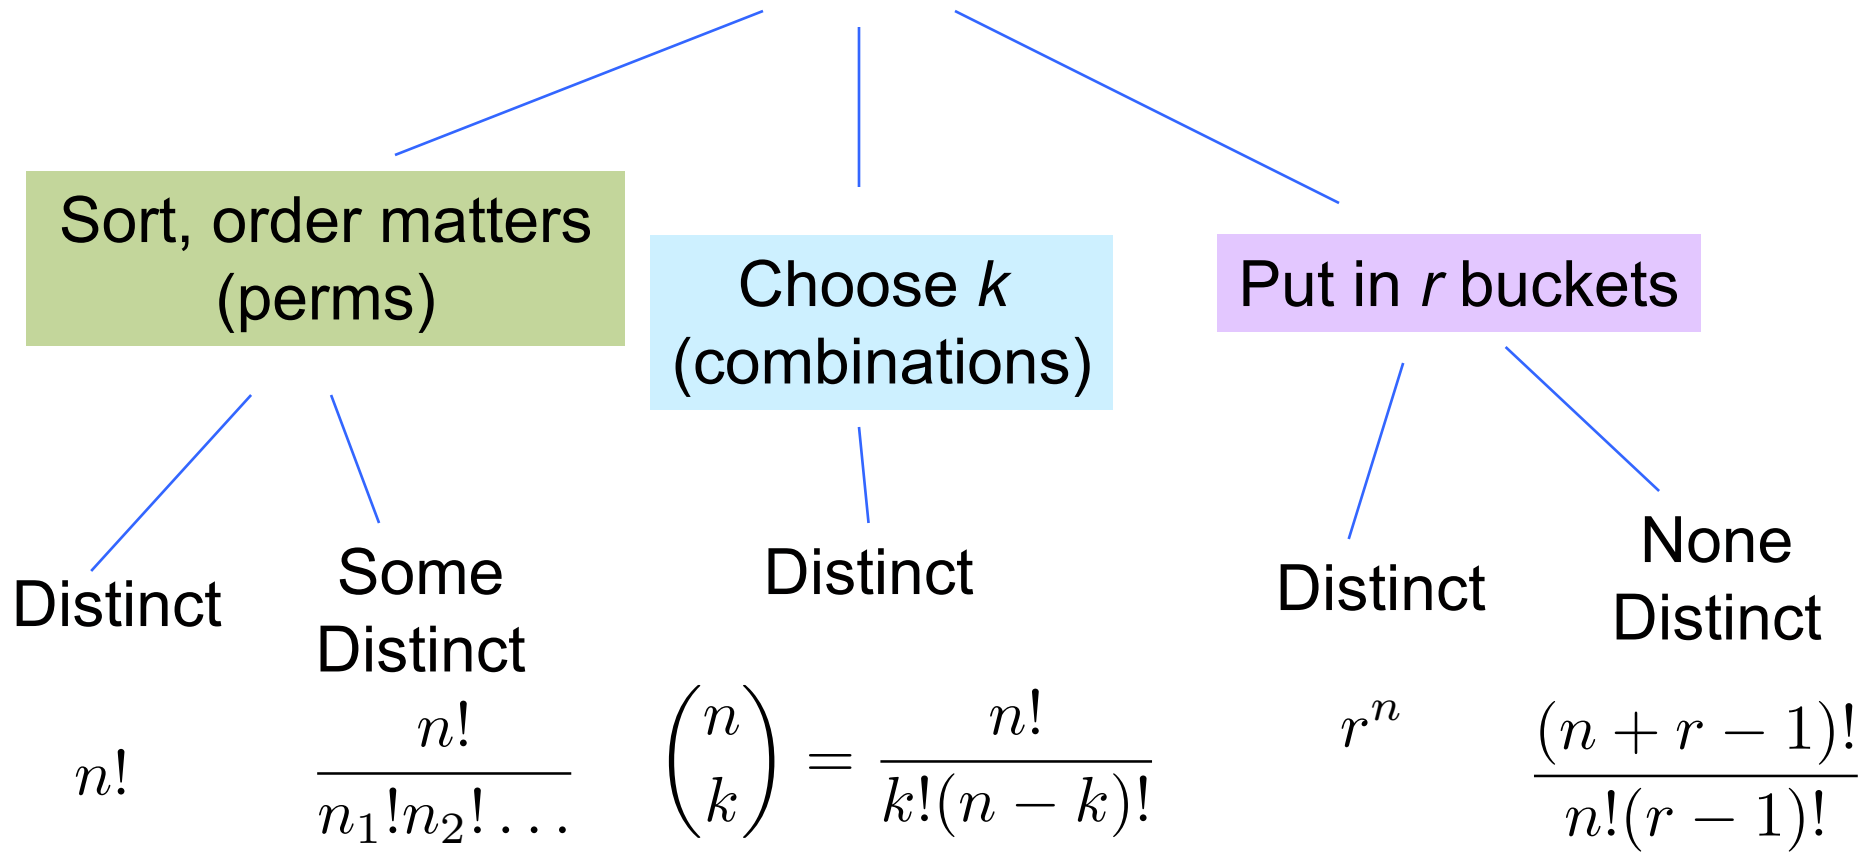 Sort, order matters
(perms)
Choose k
(combinations)
Put in r buckets
Distinct
Some
Distinct
Distinct
Distinct
None
Distinct
n!
n!
n₁!n₂!...
(n k) = n! / k!(n − k)!
rⁿ
(n + r − 1)!
n!(r − 1)!